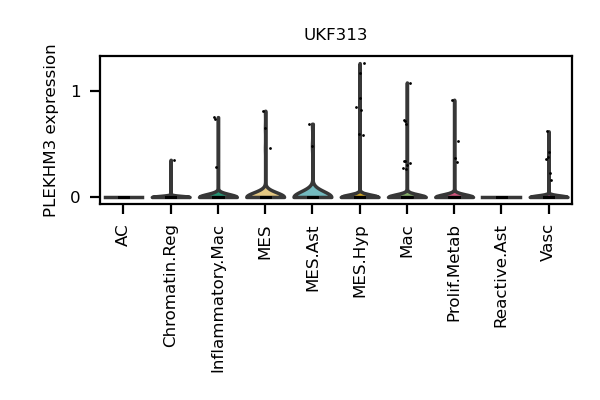 UKF313
PLEKHM3 expression
1
0
AC
Chromatin.Reg
Inflammatory.Mac
MES
MES.Ast
MES.Hyp
Mac
Prolif.Metab
Reactive.Ast
Vasc